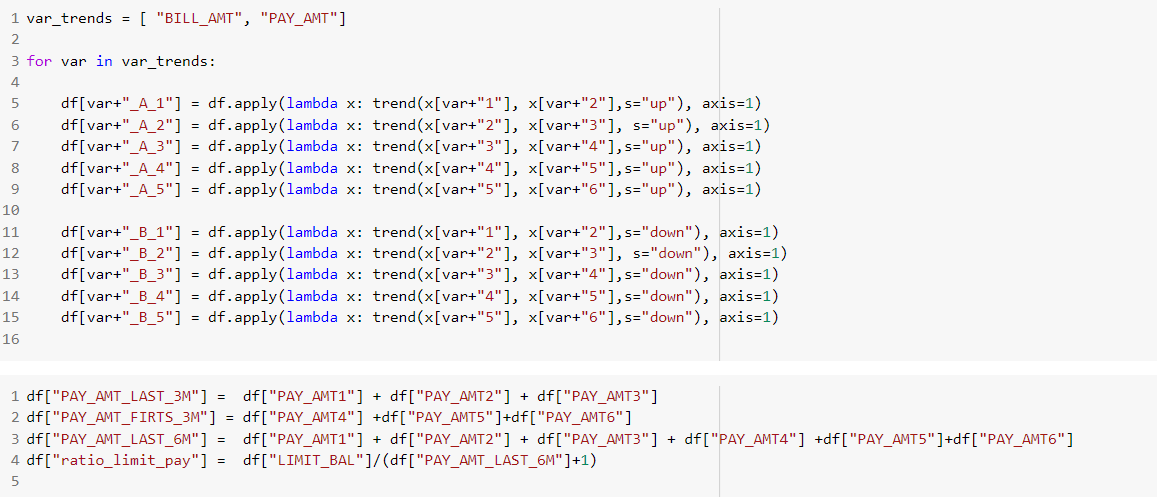 1 var_trends = [ "BILL_AMT", "PAY_AMT"]
2
3 for var in var_trends:
4
5     df[var+"_A_1"] = df.apply(lambda x: trend(x[var+"1"], x[var+"2"],s="up"), axis=1)
6     df[var+"_A_2"] = df.apply(lambda x: trend(x[var+"2"], x[var+"3"], s="up"), axis=1)
7     df[var+"_A_3"] = df.apply(lambda x: trend(x[var+"3"], x[var+"4"],s="up"), axis=1)
8     df[var+"_A_4"] = df.apply(lambda x: trend(x[var+"4"], x[var+"5"],s="up"), axis=1)
9     df[var+"_A_5"] = df.apply(lambda x: trend(x[var+"5"], x[var+"6"],s="up"), axis=1)
10
11     df[var+"_B_1"] = df.apply(lambda x: trend(x[var+"1"], x[var+"2"],s="down"), axis=1)
12     df[var+"_B_2"] = df.apply(lambda x: trend(x[var+"2"], x[var+"3"], s="down"), axis=1)
13     df[var+"_B_3"] = df.apply(lambda x: trend(x[var+"3"], x[var+"4"],s="down"), axis=1)
14     df[var+"_B_4"] = df.apply(lambda x: trend(x[var+"4"], x[var+"5"],s="down"), axis=1)
15     df[var+"_B_5"] = df.apply(lambda x: trend(x[var+"5"], x[var+"6"],s="down"), axis=1)
16
1 df["PAY_AMT_LAST_3M"] =  df["PAY_AMT1"] + df["PAY_AMT2"] + df["PAY_AMT3"]
2 df["PAY_AMT_FIRTS_3M"] = df["PAY_AMT4"] +df["PAY_AMT5"]+df["PAY_AMT6"]
3 df["PAY_AMT_LAST_6M"] =  df["PAY_AMT1"] + df["PAY_AMT2"] + df["PAY_AMT3"] + df["PAY_AMT4"] +df["PAY_AMT5"]+df["PAY_AMT6"]
4 df["ratio_limit_pay"] =  df["LIMIT_BAL"]/(df["PAY_AMT_LAST_6M"]+1)
5